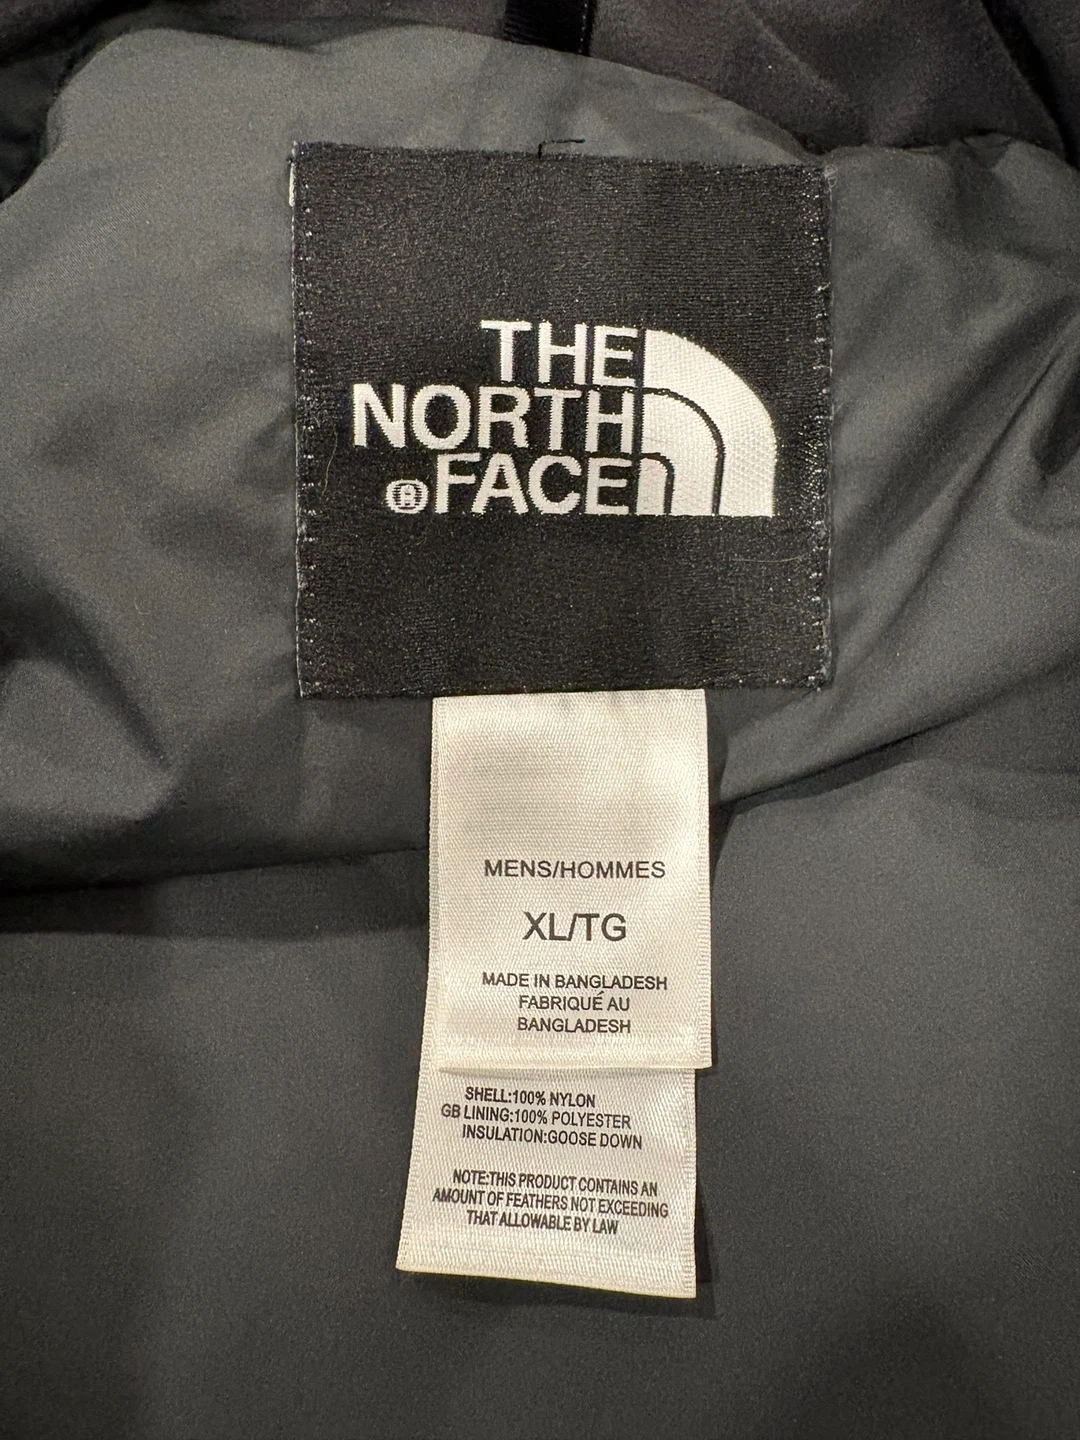 THE
NORTH
®FACE
MENS/HOMMES
XL/TG
MADE IN BANGLADESH
FABRIQUÉ AU
BANGLADESH
SHELL:100% NYLON
GB LINING:100% POLYESTER
INSULATION:GOOSE DOWN
NOTE:THIS PRODUCT CONTAINS AN
AMOUNT OF FEATHERS NOT EXCEEDING
THAT ALLOWABLE BY LAW